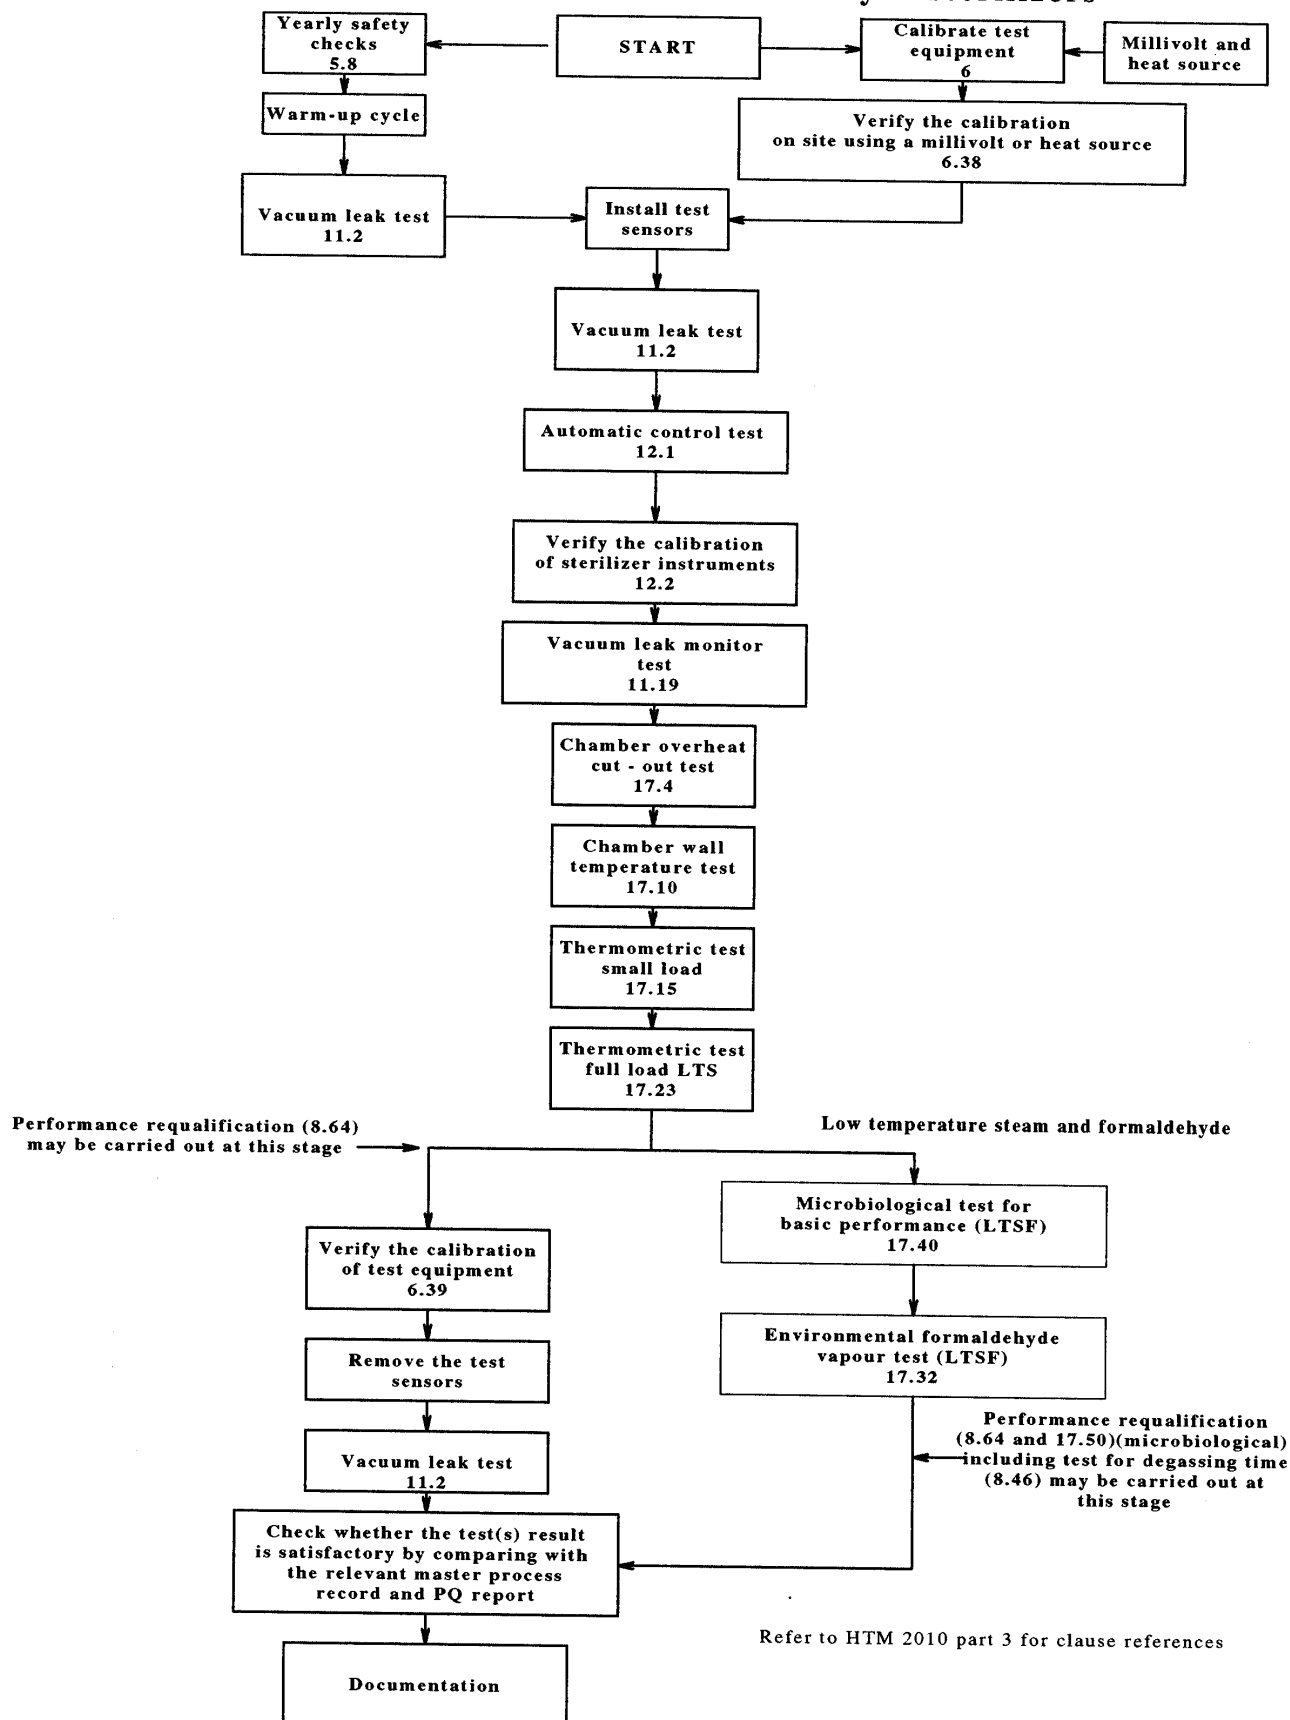 Yearly safety
checks
5.8
START
Calibrate test
equipment
6
Millivolt and
heat source
Warm-up cycle
Verify the calibration
on site using a millivolt or heat source
6.38
Vacuum leak test
11.2
Install test
sensors
Vacuum leak test
11.2
Automatic control test
12.1
Verify the calibration
of sterilizer instruments
12.2
Vacuum leak monitor
test
11.19
Chamber overheat
cut - out test
17.4
Chamber wall
temperature test
17.10
Thermometric test
small load
17.15
Thermometric test
full load LTS
17.23
Performance requalification (8.64)
may be carried out at this stage
Low temperature steam and formaldehyde
Microbiological test for
basic performance (LTSF)
17.40
Verify the calibration
of test equipment
6.39
Environmental formaldehyde
vapour test (LTSF)
17.32
Remove the test
sensors
Performance requalification
(8.64 and 17.50)(microbiological)
including test for degassing time
(8.46) may be carried out at
this stage
Vacuum leak test
11.2
Check whether the test(s) result
is satisfactory by comparing with
the relevant master process
record and PQ report
Refer to HTM 2010 part 3 for clause references
Documentation